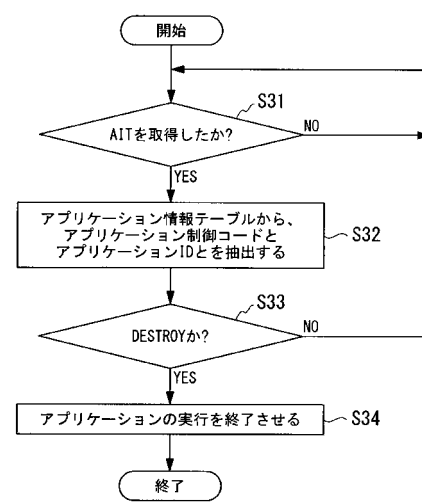 開始
S31
AITを取得したか?
NO
YES
アプリケーション情報テーブルから、
アプリケーション制御コードと
アプリケーションIDとを抽出する
S32
S33
DESTROYか?
NO
YES
アプリケーションの実行を終了させる
S34
終了